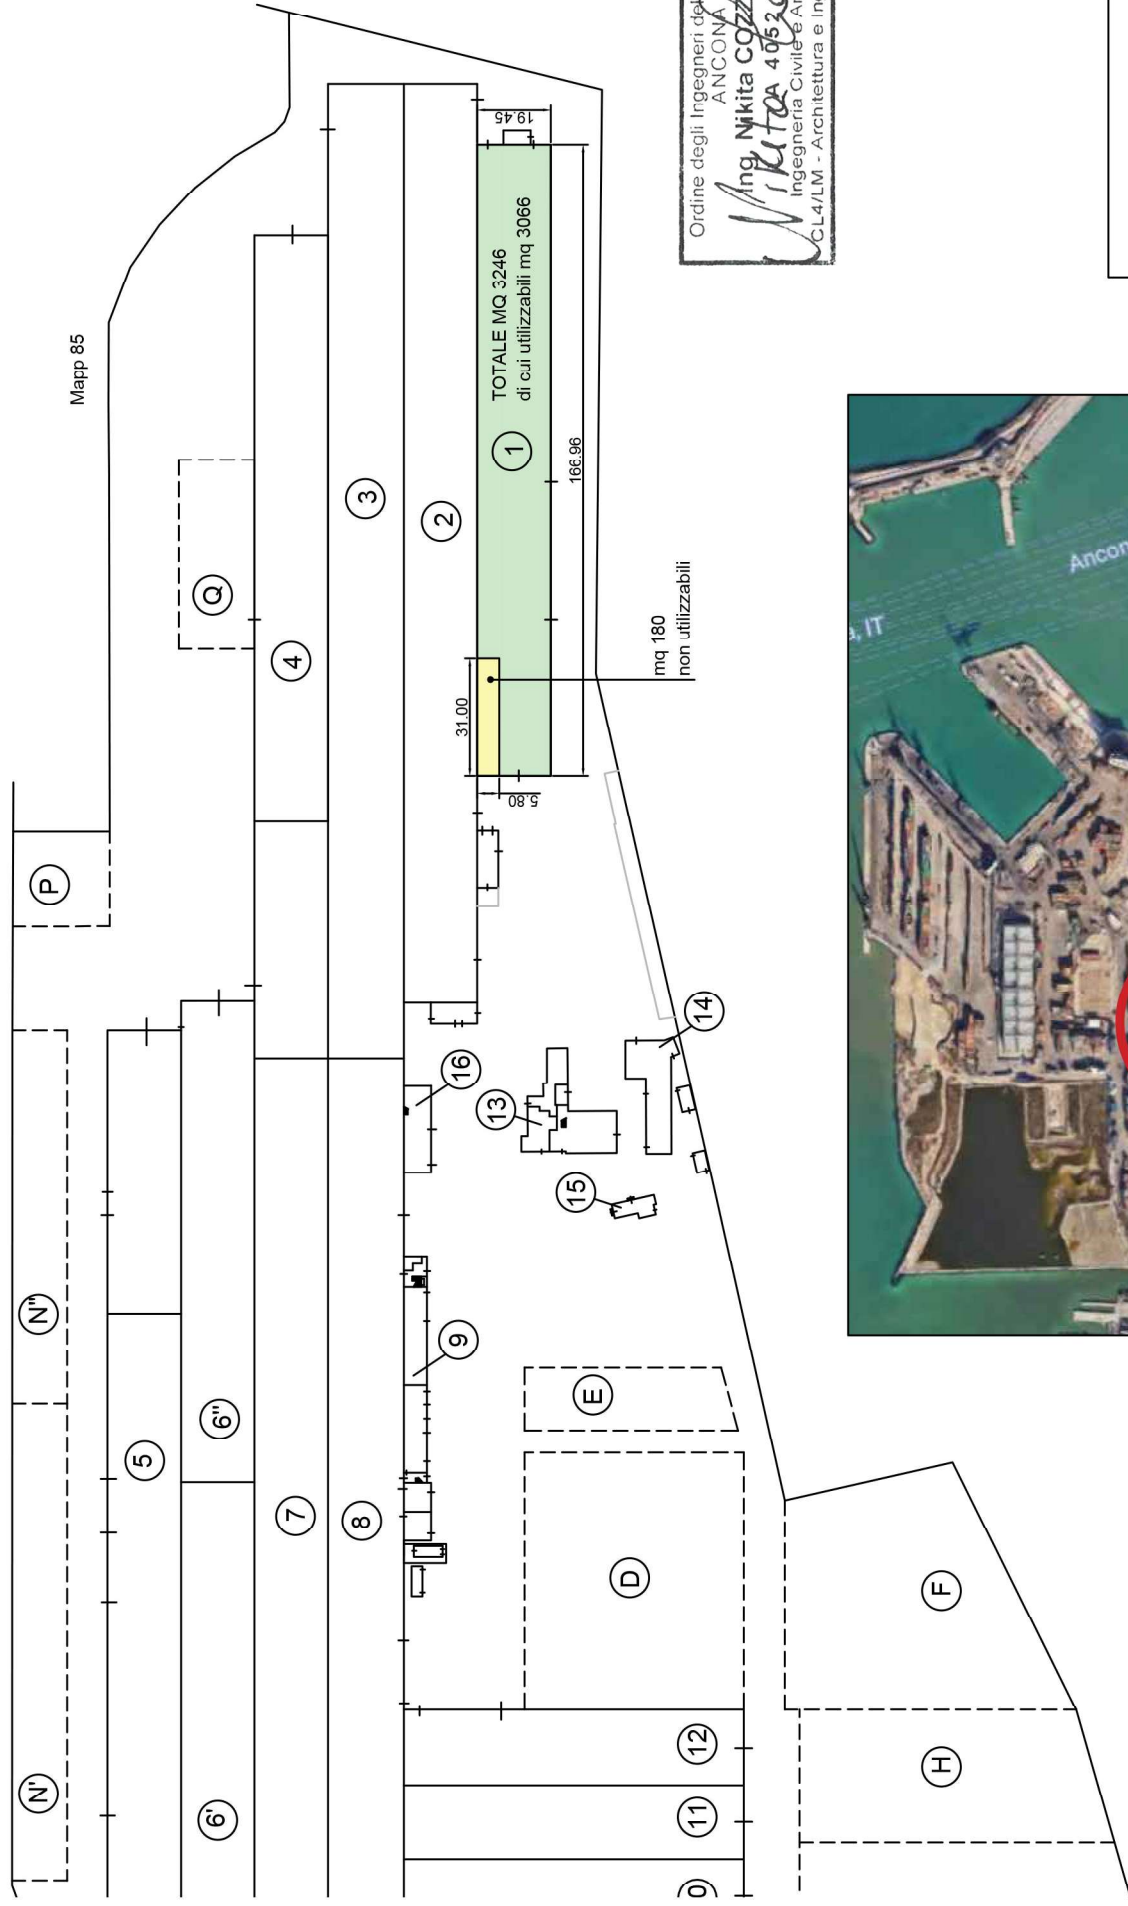 Mapp 85
N'
N''
P
5
6'
6''
Q
4
7
3
8
2
1
TOTALE MQ 3246
di cui utilizzabili mq 3066
19.45
166.96
31.00
5.80
mq 180
non utilizzabili
16
9
13
14
15
E
D
12
11
F
H
Ordine degli Ingegneri
ANCONA
Ing. Nikita
Ingegneria Civile e
CL4/LM - Architettura e
, IT